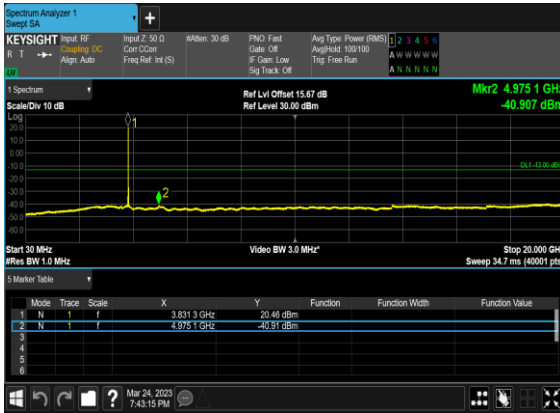 Spectrum Analyzer 1
Swept SA
+
KEYSIGHT Input: RF Input Z: 50 Ω #Atten: 30 dB PNO: Fast Avg Type: Power (RMS) 1 2 3 4 5 6
R T Coupling: DC Corr CCorr Gate: Off Avg|Hold: 100/100 A W W W W W
Align: Auto Freq Ref: Int (S) IF Gain: Low Trig: Free Run
Sig Track: Off A N N N N N
1 Spectrum
Ref Lvl Offset 15.67 dB Mkr2 4.975 1 GHz
Scale/Div 10 dB Ref Level 30.00 dBm -40.907 dBm
Log
20.0
10.0
0.00
-10.0
DL1 -13.00 dBm
-20.0
-30.0
-40.0
-50.0
-60.0
1
2
Start 30 MHz Video BW 3.0 MHz* Stop 20.000 GH
#Res BW 1.0 MHz Sweep 34.7 ms (40001 pts
5 Marker Table
Mode Trace Scale X Y Function Function Width Function Value
1 N 1 f 3.831 3 GHz 20.46 dBm
2 N 1 f 4.975 1 GHz -40.91 dBm
3
4
5
6
? Mar 24, 2023
7:43:15 PM